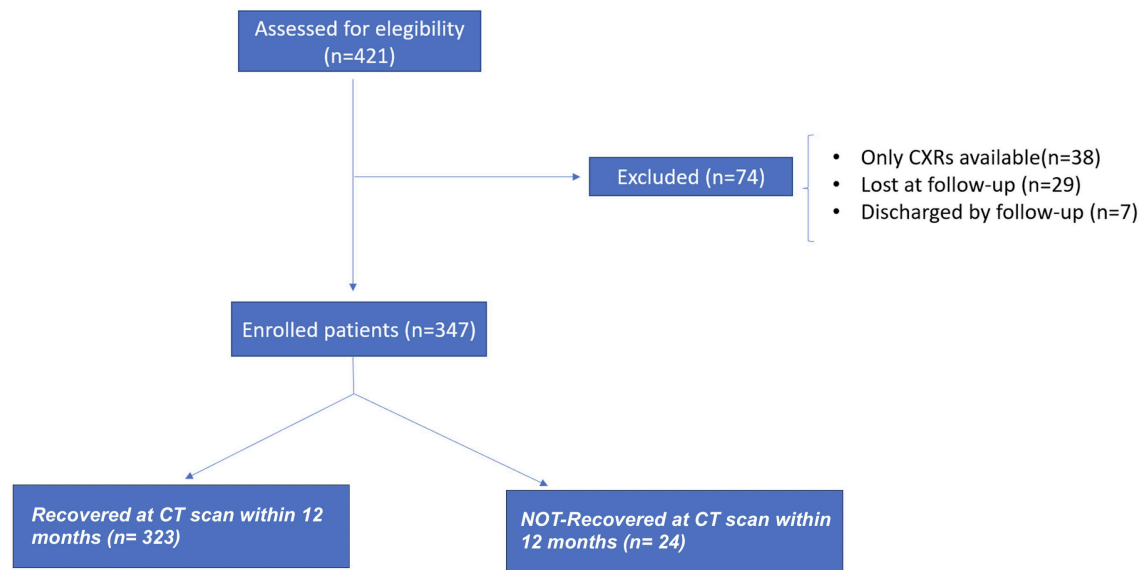 Assessed for elegibility
(n=421)
Excluded (n=74)
• Only CXRs available(n=38)
• Lost at follow-up (n=29)
• Discharged by follow-up (n=7)
Enrolled patients (n=347)
Recovered at CT scan within 12
months (n= 323)
NOT-Recovered at CT scan within
12 months (n= 24)